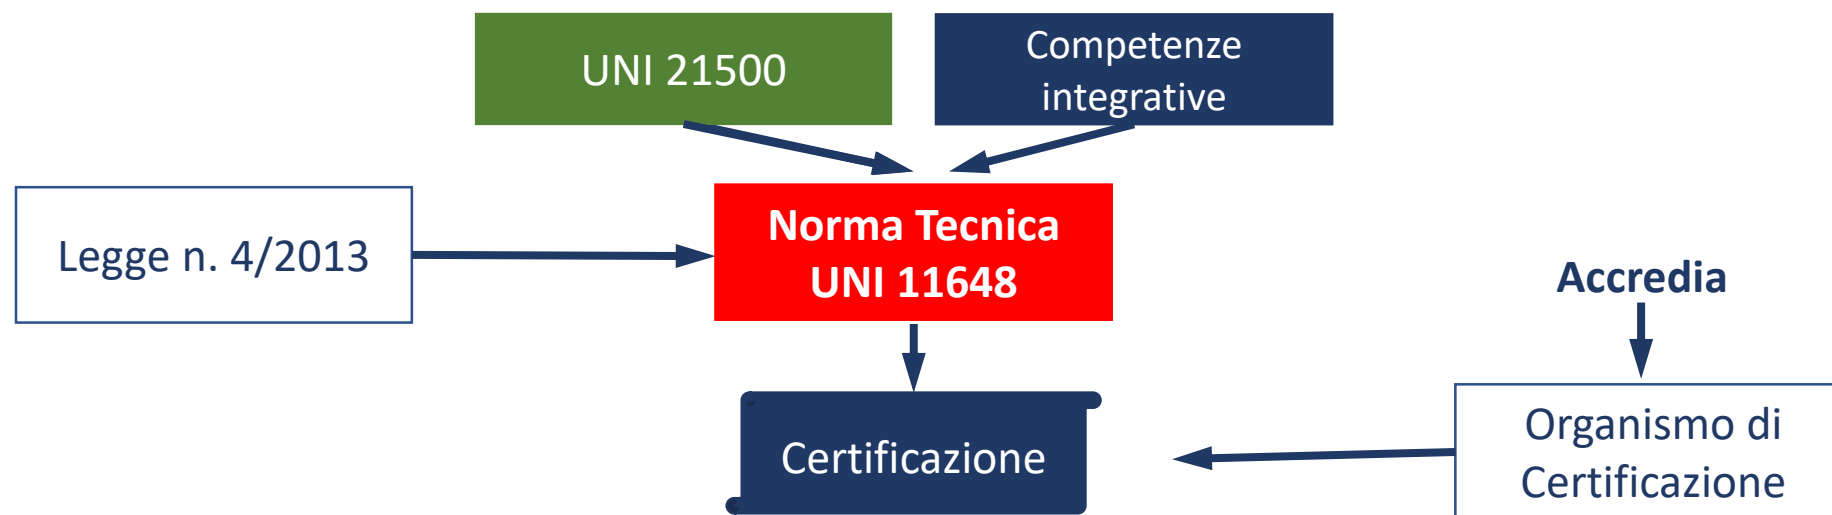 UNI 21500
Competenze
integrative
Legge n. 4/2013
Norma Tecnica
UNI 11648
Accredia
Certificazione
Organismo di
Certificazione